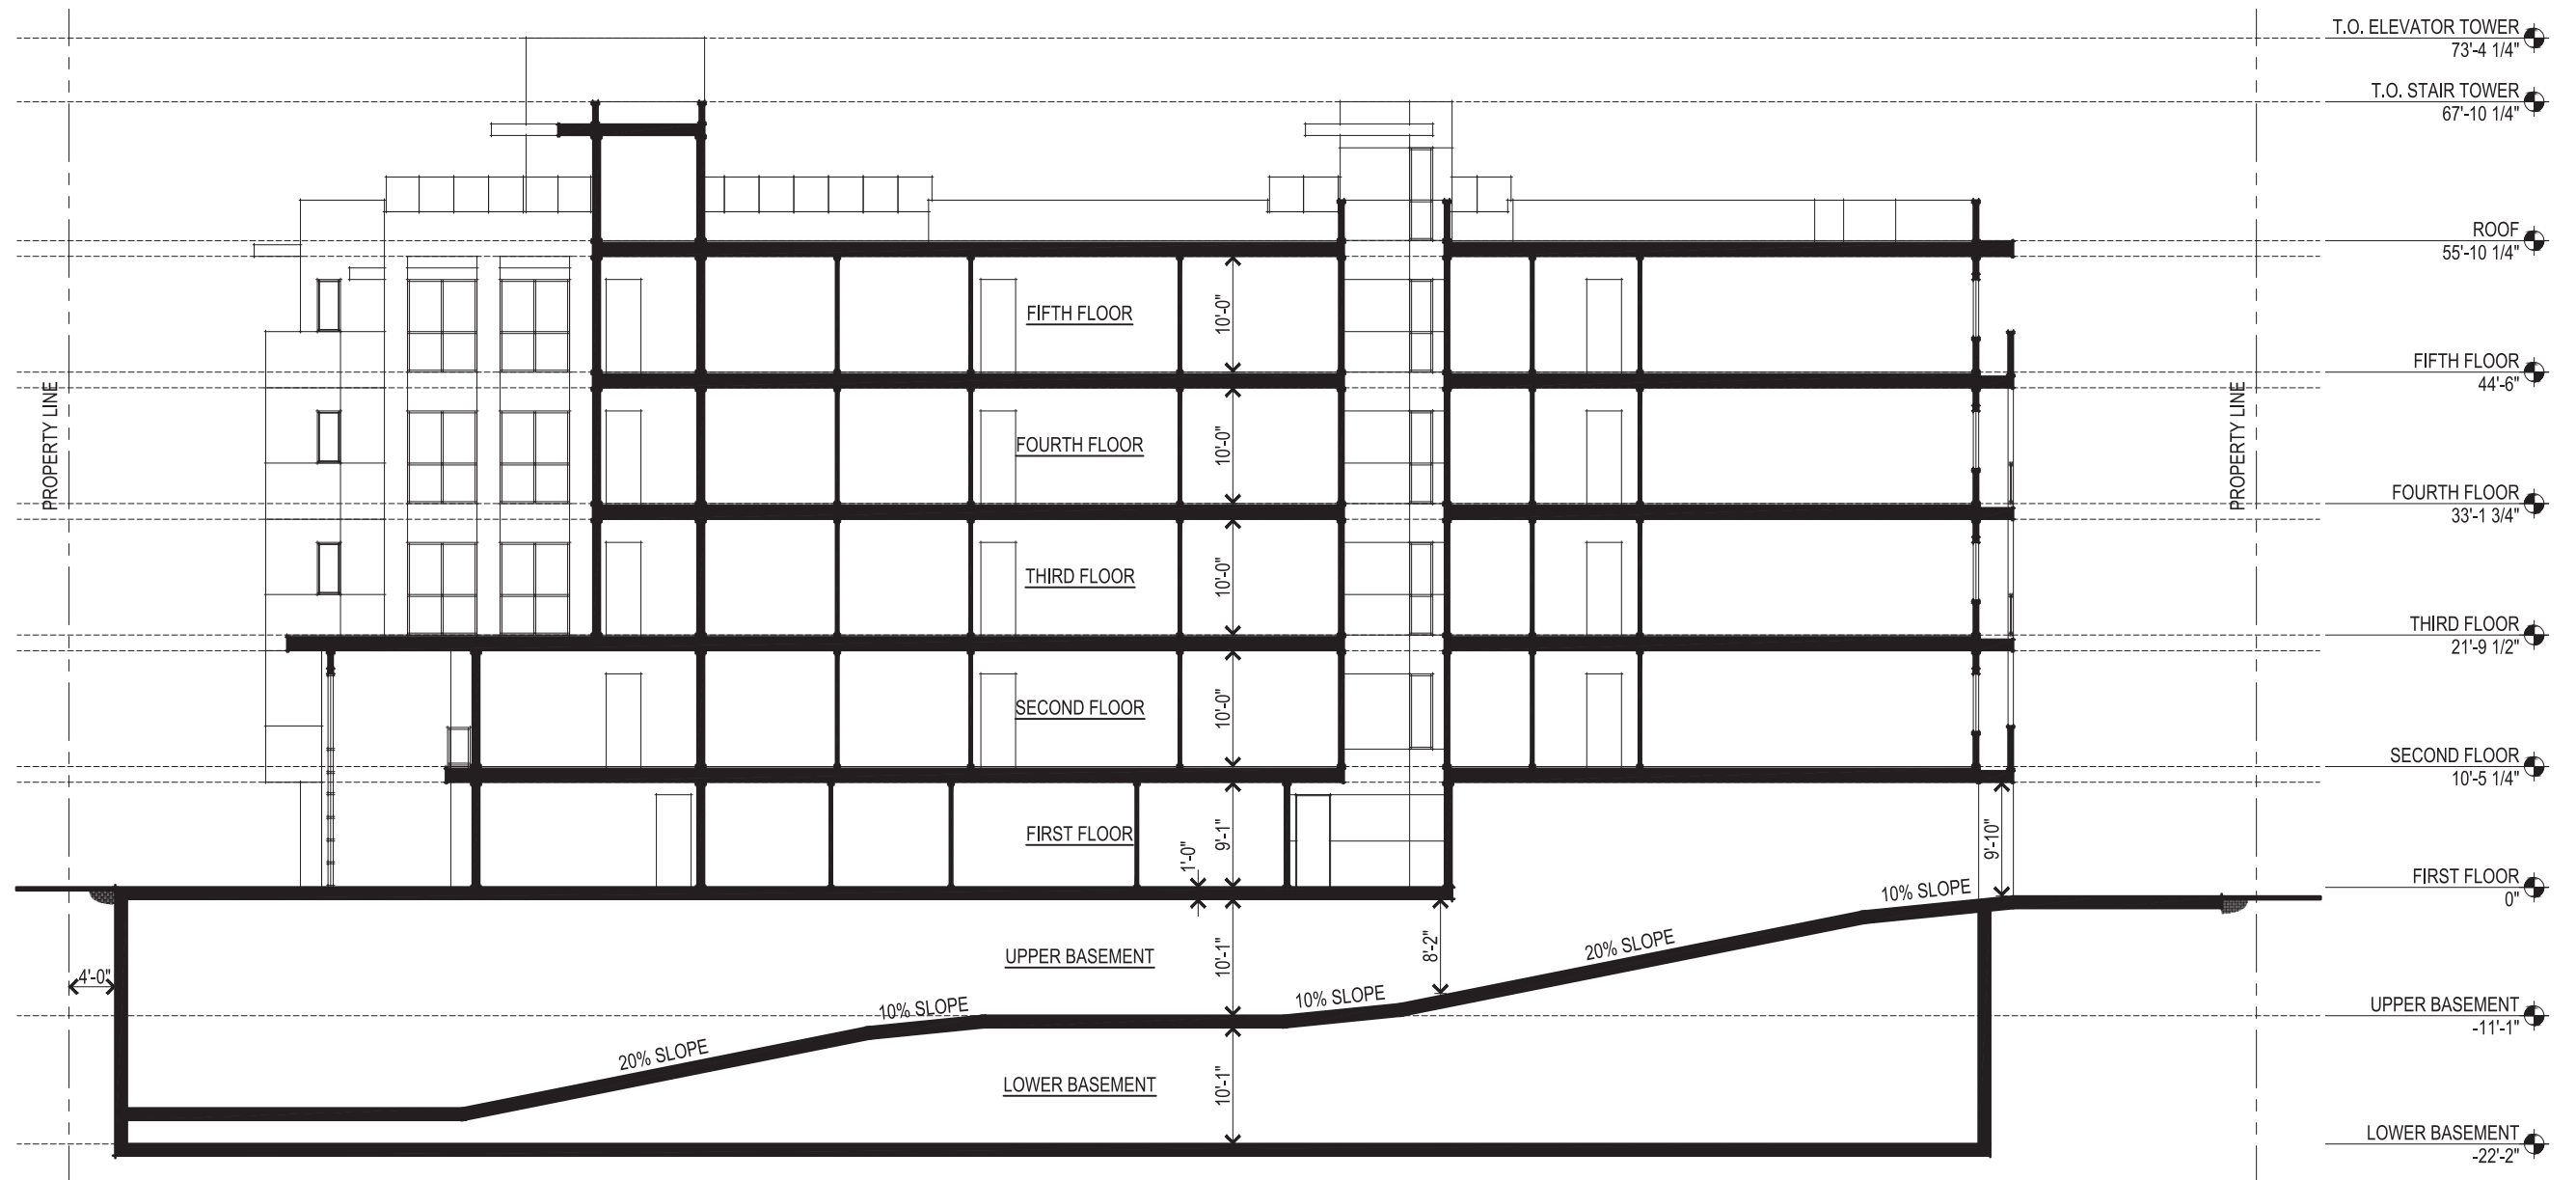 T.O. ELEVATOR TOWER
73'-4 1/4"
T.O. STAIR TOWER
67'-10 1/4"
ROOF
55'-10 1/4"
FIFTH FLOOR
10'-0"
FIFTH FLOOR
44'-6"
PROPERTY LINE
PROPERTY LINE
FOURTH FLOOR
10'-0"
FOURTH FLOOR
33'-1 3/4"
THIRD FLOOR
10'-0"
THIRD FLOOR
21'-9 1/2"
SECOND FLOOR
10'-0"
SECOND FLOOR
10'-5 1/4"
FIRST FLOOR
9'-1"
1'-0"
9'-10"
FIRST FLOOR
0"
10% SLOPE
UPPER BASEMENT
10'-1"
8'-2"
20% SLOPE
4'-0"
10% SLOPE
10% SLOPE
UPPER BASEMENT
-11'-1"
20% SLOPE
LOWER BASEMENT
10'-1"
LOWER BASEMENT
-22'-2"